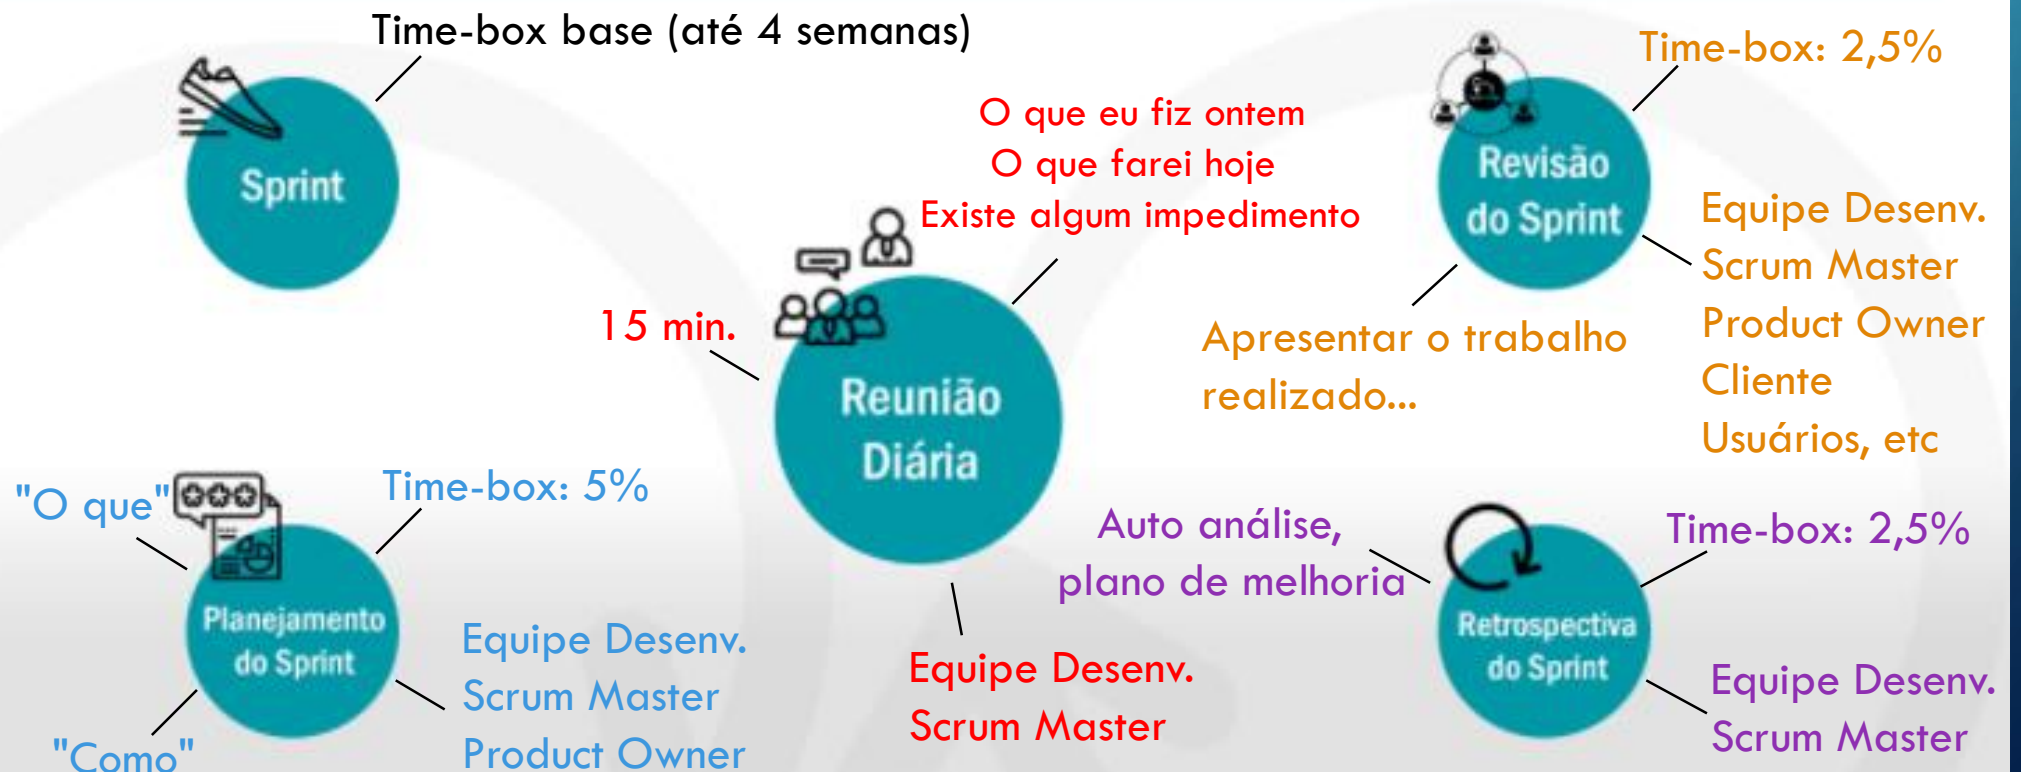 Time-box base (até 4 semanas)
Sprint
O que eu fiz ontem
O que farei hoje
Existe algum impedimento
15 min.
Reunião
Diária
Equipe Desenv.
Scrum Master
Time-box: 2,5%
Revisão
do Sprint
Equipe Desenv.
Scrum Master
Product Owner
Cliente
Usuários, etc
Apresentar o trabalho
realizado...
"O que"
Time-box: 5%
Planejamento
do Sprint
"Como"
Equipe Desenv.
Scrum Master
Product Owner
Auto análise,
plano de melhoria
Time-box: 2,5%
Retrospectiva
do Sprint
Equipe Desenv.
Scrum Master